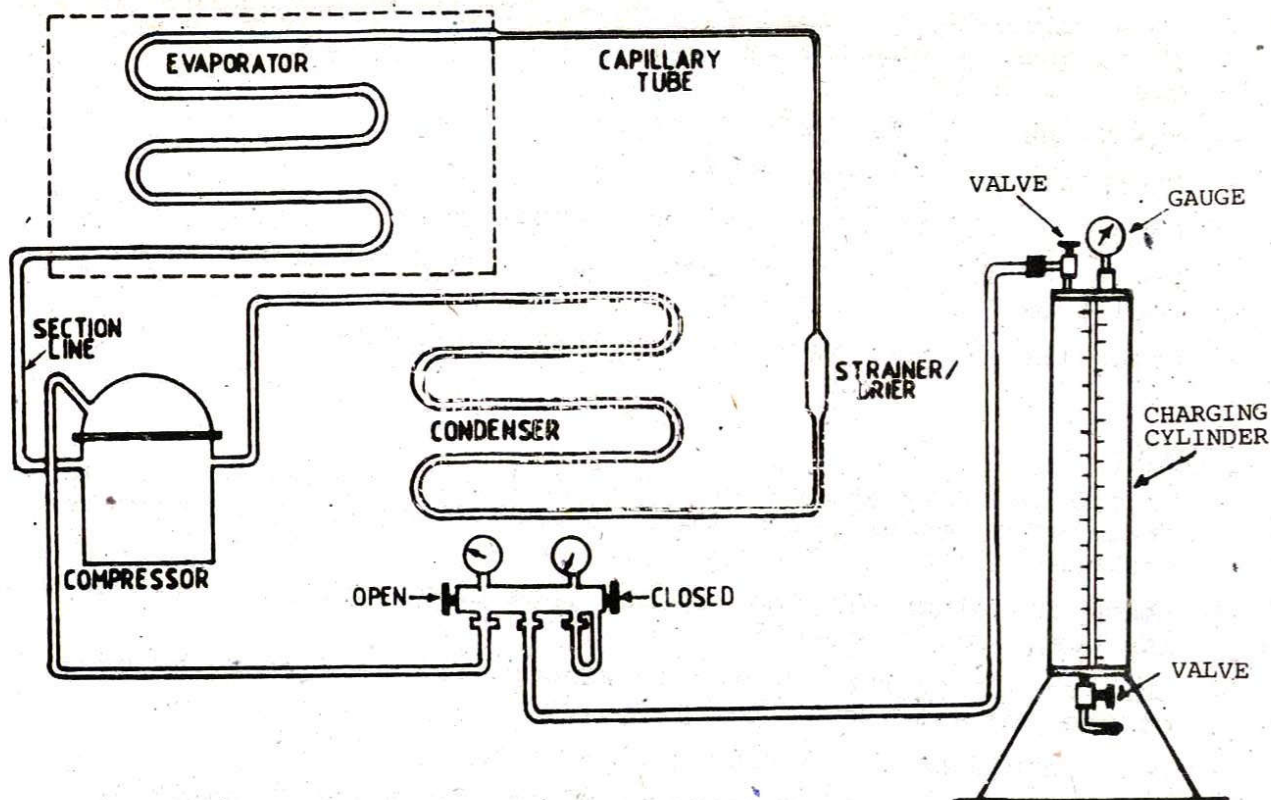 EVAPORATOR
CAPILLARY
TUBE
VALVE
GAUGE
SECTION
LINE
STRAINER/
DRIER
CHARGING
CYLINDER
CONDENSER
COMPRESSOR
OPEN
CLOSED
VALVE